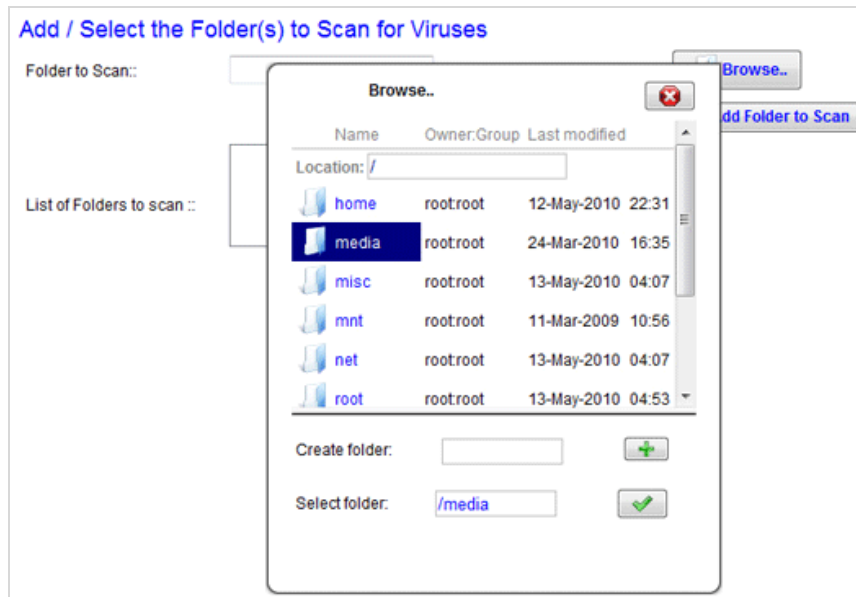 Add / Select the Folder(s) to Scan for Viruses
Folder to Scan::
Browse..
dd Folder to Scan
List of Folders to scan ::
Browse..
Name Owner:Group Last modified
Location: /
home root:root 12-May-2010 22:31
media root:root 24-Mar-2010 16:35
misc root:root 13-May-2010 04:07
mnt root:root 11-Mar-2009 10:56
net root:root 13-May-2010 04:07
root root:root 13-May-2010 04:53
Create folder:
Select folder: /media